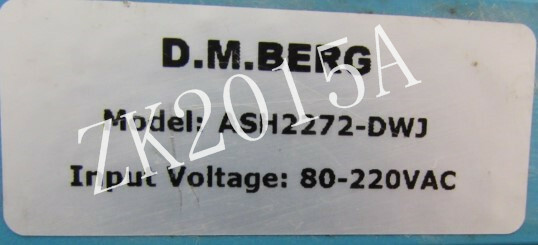 D.M.BERG
Model: ASH2272-DWJ
Input Voltage: 80-220VAC
ZK2015A